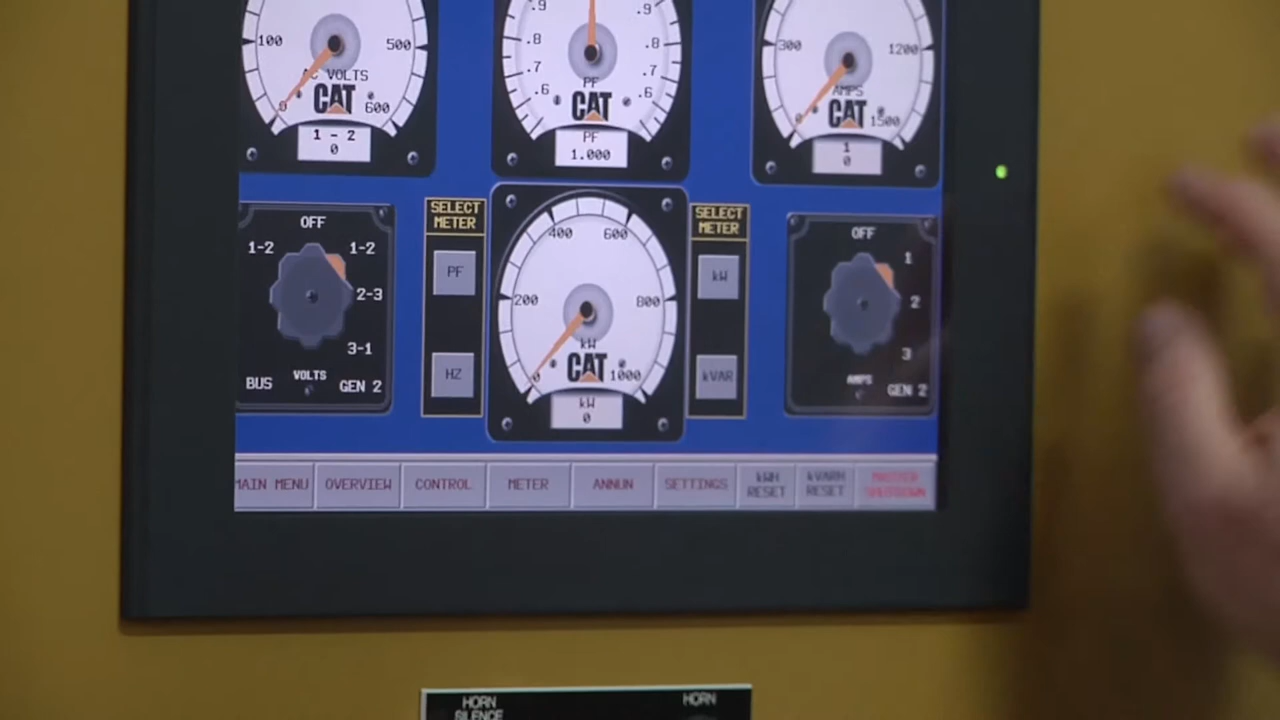 100
500
AC VOLTS
CAT
0
600
1 - 2
0
.9
.9
.8
.8
.7
.7
.6
.6
PF
CAT
PF
1.000
300
1200
AMPS
CAT
0
1500
1
0
OFF
1-2
1-2
2-3
3-1
VOLTS
BUS
GEN 2
SELECT
METER
PF
HZ
400
600
200
800
kW
CAT
0
1000
kW
0
SELECT
METER
kW
kVAR
OFF
1
2
3
AMPS
GEN 2
MAIN MENU
OVERVIEW
CONTROL
METER
ANNUN
SETTINGS
kWH
RESET
kVARH
RESET
MASTER
SHUTDOWN
HORN
SILENCE
HORN